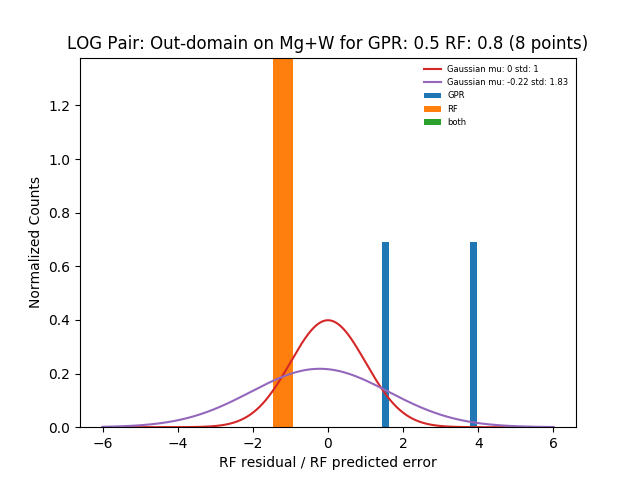 LOG Pair: Out-domain on Mg+W for GPR: 0.5 RF: 0.8 (8 points)
Gaussian mu: 0 std: 1
Gaussian mu: -0.22 std: 1.83
GPR
RF
both
Normalized Counts
1.2
1.0
0.8
0.6
0.4
0.2
0.0
−6 −4 −2 0 2 4 6
RF residual / RF predicted error